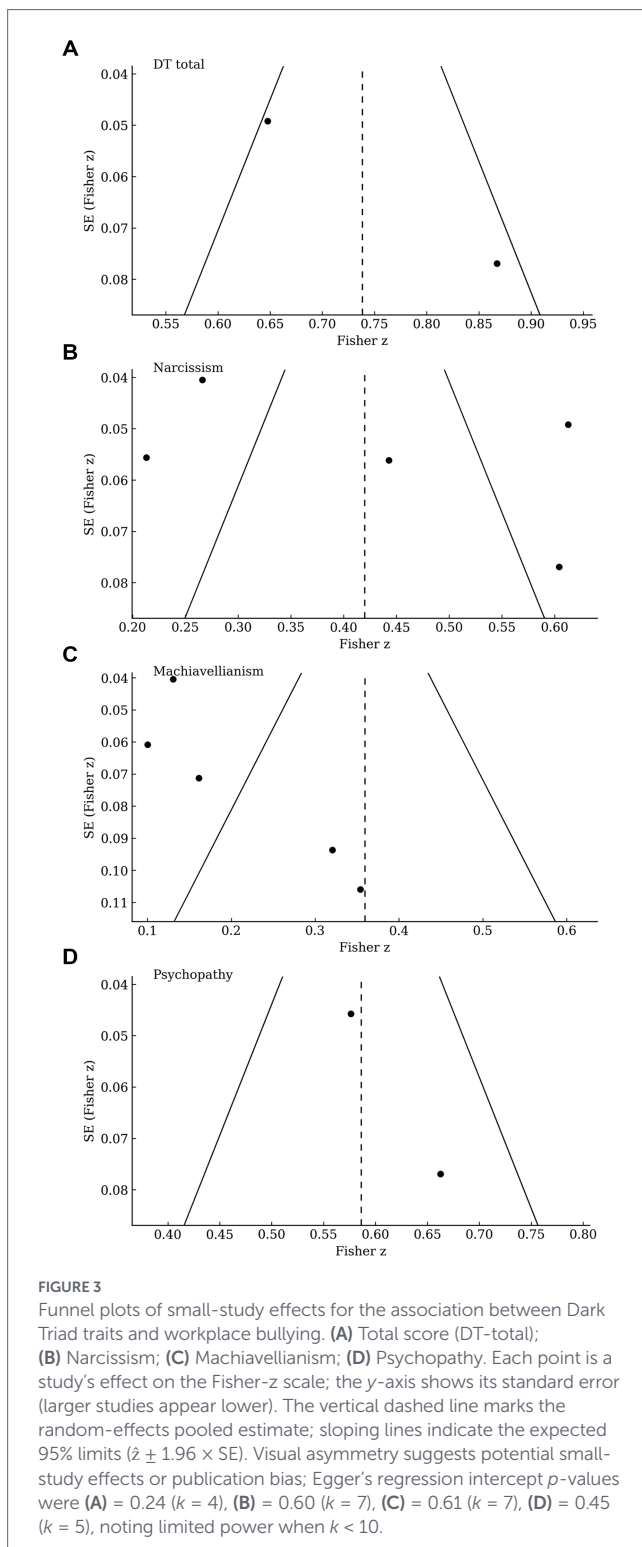 A
DT total
0.04
0.05
0.06
0.07
0.08
SE (Fisher z)
0.55 0.60 0.65 0.70 0.75 0.80 0.85 0.90 0.95
Fisher z
B
Narcissism
0.04
0.05
0.06
0.07
0.08
SE (Fisher z)
0.20 0.25 0.30 0.35 0.40 0.45 0.50 0.55 0.60
Fisher z
C
Machiavellianism
0.04
0.05
0.06
0.07
0.08
0.09
0.10
0.11
SE (Fisher z)
0.1 0.2 0.3 0.4 0.5 0.6
Fisher z
D
Psychopathy
0.04
0.05
0.06
0.07
0.08
SE (Fisher z)
0.40 0.45 0.50 0.55 0.60 0.65 0.70 0.75 0.80
Fisher z
FIGURE 3
Funnel plots of small-study effects for the association between Dark
Triad traits and workplace bullying. (A) Total score (DT-total);
(B) Narcissism; (C) Machiavellianism; (D) Psychopathy. Each point is a
study's effect on the Fisher-z scale; the y-axis shows its standard error
(larger studies appear lower). The vertical dashed line marks the
random-effects pooled estimate; sloping lines indicate the expected
95% limits (ẑ ± 1.96 × SE). Visual asymmetry suggests potential small-
study effects or publication bias; Egger's regression intercept p-values
were (A) = 0.24 (k = 4), (B) = 0.60 (k = 7), (C) = 0.61 (k = 7), (D) = 0.45
(k = 5), noting limited power when k < 10.